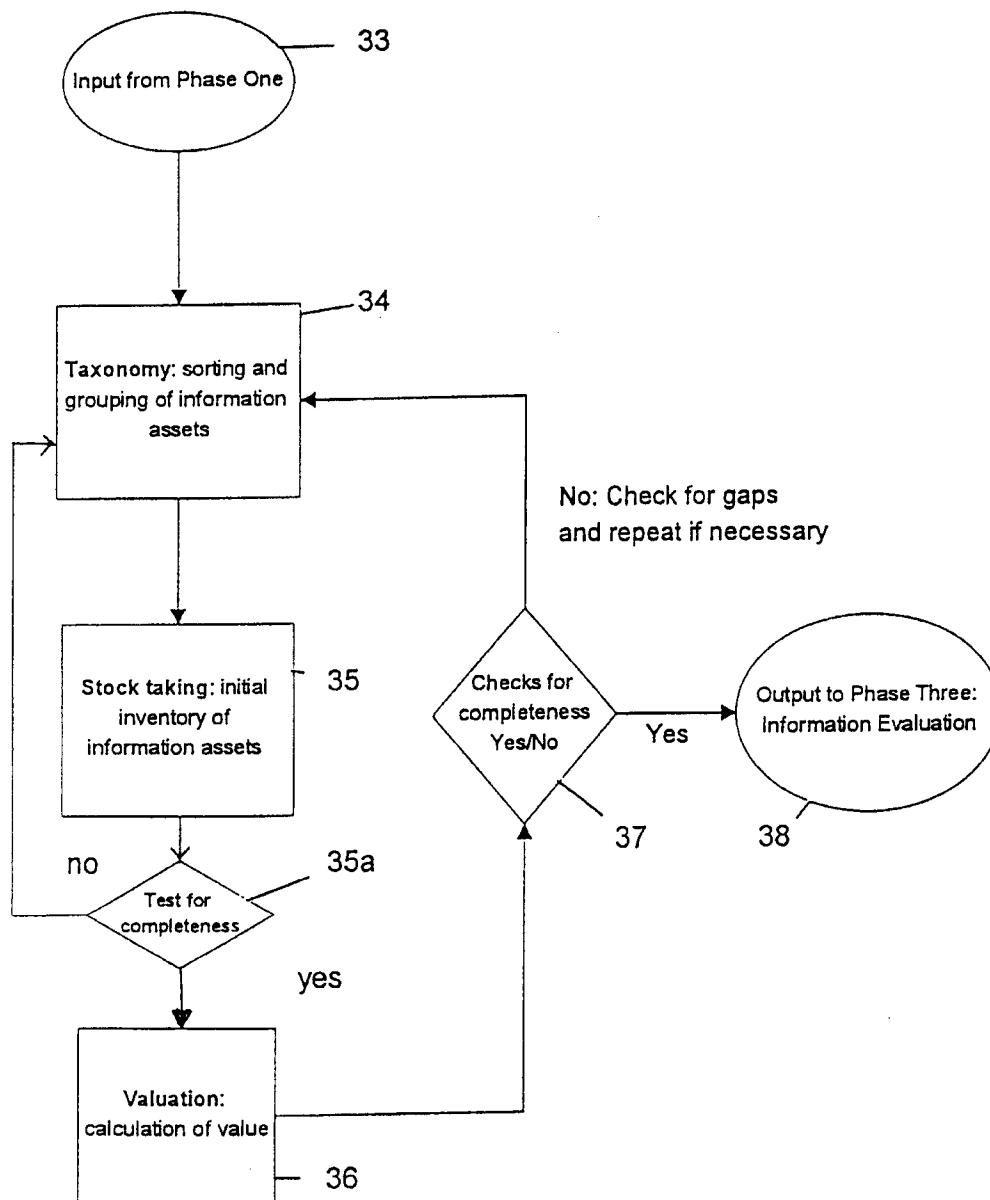 33
Input from Phase One
34
Taxonomy: sorting and
grouping of information
assets
No: Check for gaps
and repeat if necessary
Stock taking: initial
inventory of
information assets
35
Checks for
completeness
Yes/No
Yes
Output to Phase Three:
Information Evaluation
37
38
no
35a
Test for
completeness
yes
Valuation:
calculation of value
36